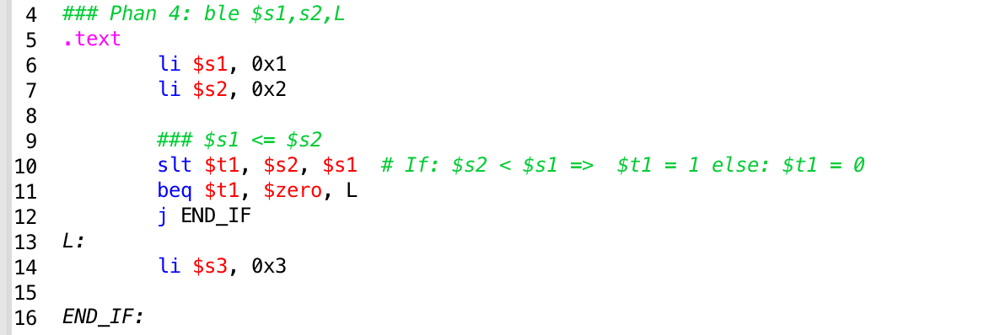 4 ### Phan 4: ble $s1,s2,L
5 .text
6 li $s1, 0x1
7 li $s2, 0x2
8
9 ### $s1 <= $s2
10 slt $t1, $s2, $s1 # If: $s2 < $s1 => $t1 = 1 else: $t1 = 0
11 beq $t1, $zero, L
12 j END_IF
13 L:
14 li $s3, 0x3
15
16 END_IF: